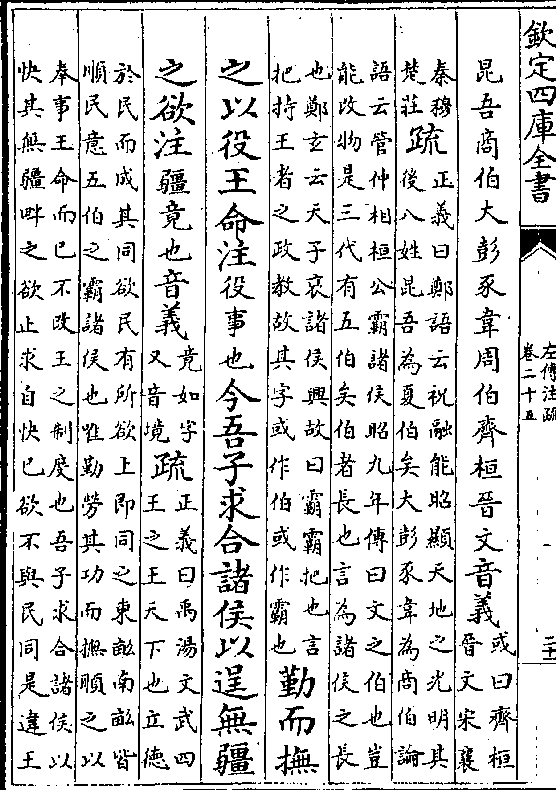 欽定四庫全書
左傳注疏
卷二十五
昆吾商伯大彭豕韋周伯齊桓晉文音義
或曰齊桓
晉文宋襄
秦穆
楚莊
疏
正義曰鄭語云祝融能昭顯天地之光明其
後八姓昆吾為夏伯矣大彭豕韋為商伯論
語云管仲相桓公霸諸侯昭九年傳曰文之伯也豈
能改物是三代有五伯矣伯者長也言為諸侯之長
也鄭玄云天子衰諸侯興故曰霸霸把也言
把持王者之政教故其字或作伯或作霸也
勤而撫
之以役王命注役事也今吾子求合諸侯以逞無疆
之欲注疆竟也音義
竟如字
又音境
疏
正義曰禹湯文武四
王之王天下也立德
於民而成其同欲民有所欲上即同之東畝南畝皆
順民意五伯之霸諸侯也惟勤勞其功而撫順之以
奉事王命而已不改王之制度也吾子求合諸侯以
快其無疆畔之欲止求自快已欲不與民同是違王